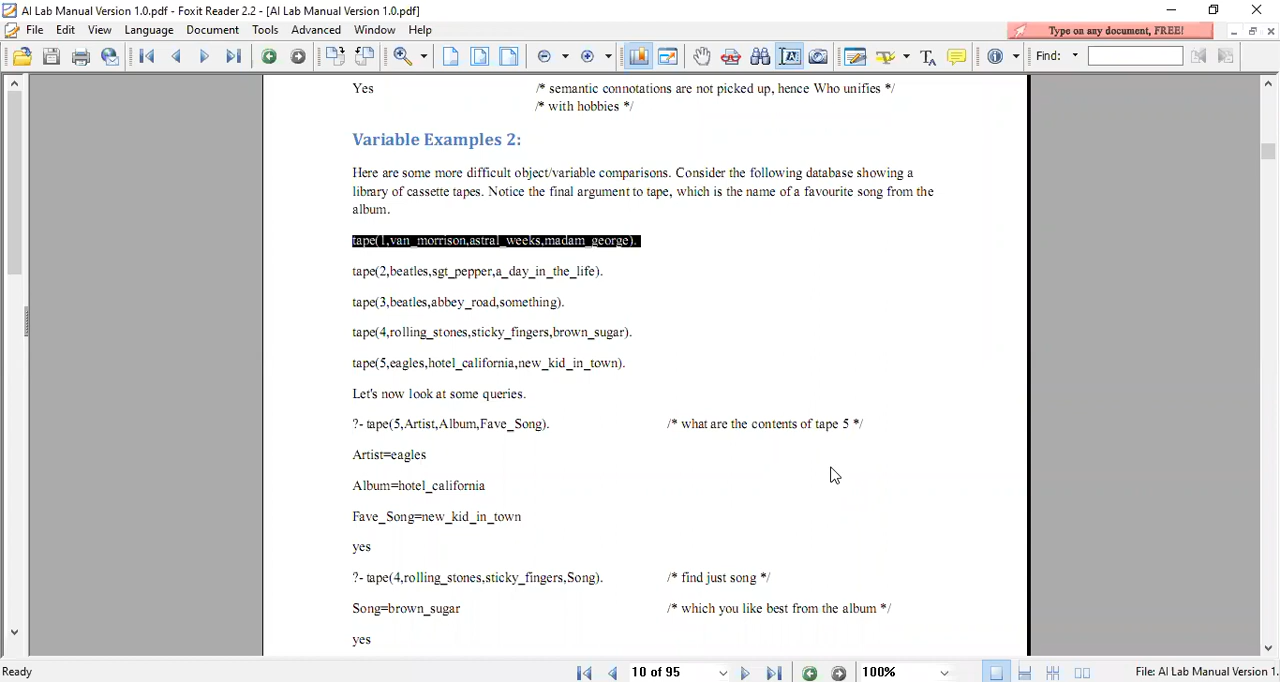 AI Lab Manual Version 1.0.pdf - Foxit Reader 2.2 - [AI Lab Manual Version 1.0.pdf]
File Edit View Language Document Tools Advanced Window Help
Type on any document, FREE!
Find:
Yes /* semantic connotations are not picked up, hence Who unifies */
/* with hobbies */
Variable Examples 2:
Here are some more difficult object/variable comparisons. Consider the following database showing a
library of cassette tapes. Notice the final argument to tape, which is the name of a favourite song from the
album.
tape(1,van_morrison,astral_weeks,madam_george).
tape(2,beatles,sgt_pepper,a_day_in_the_life).
tape(3,beatles,abbey_road,something).
tape(4,rolling_stones,sticky_fingers,brown_sugar).
tape(5,eagles,hotel_california,new_kid_in_town).
Let's now look at some queries.
?- tape(5,Artist,Album,Fave_Song). /* what are the contents of tape 5 */
Artist=eagles
Album=hotel_california
Fave_Song=new_kid_in_town
yes
?- tape(4,rolling_stones,sticky_fingers,Song). /* find just song */
Song=brown_sugar /* which you like best from the album */
yes
Ready 10 of 95 100% File: AI Lab Manual Version 1.